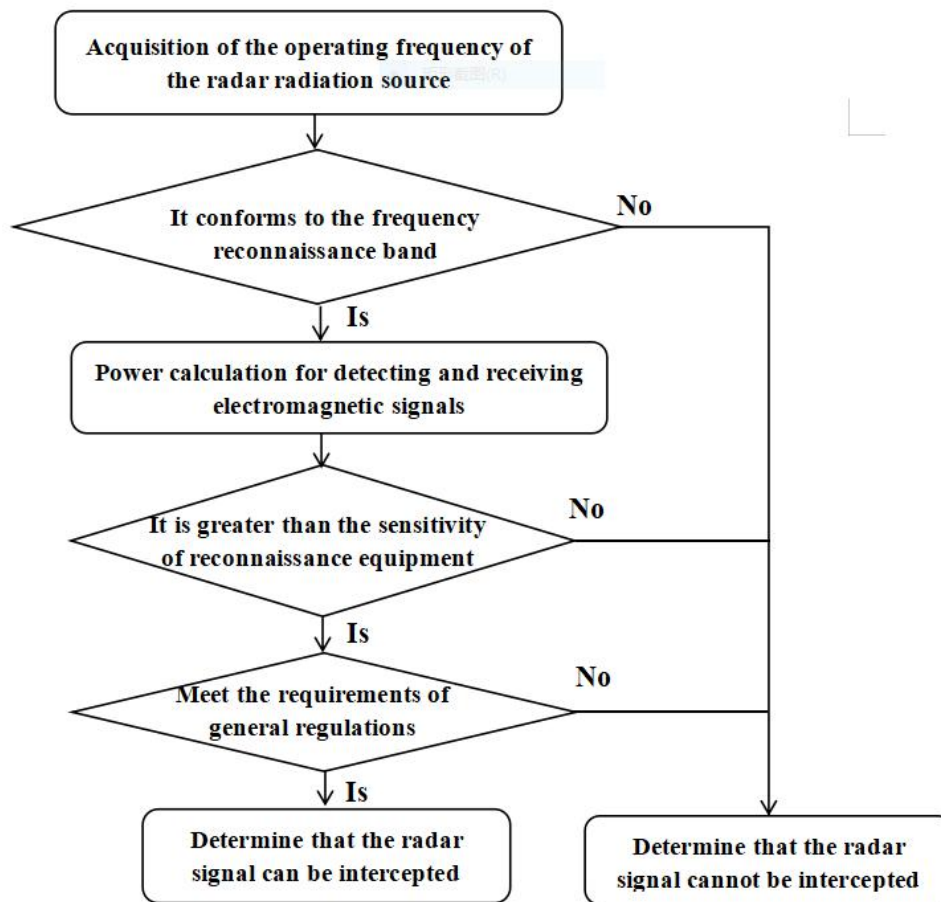 Acquisition of the operating frequency of
the radar radiation source
It conforms to the frequency
reconnaissance band
No
Is
Power calculation for detecting and receiving
electromagnetic signals
It is greater than the sensitivity
of reconnaissance equipment
No
Is
Meet the requirements of
general regulations
No
Is
Determine that the radar
signal can be intercepted
Determine that the radar
signal cannot be intercepted